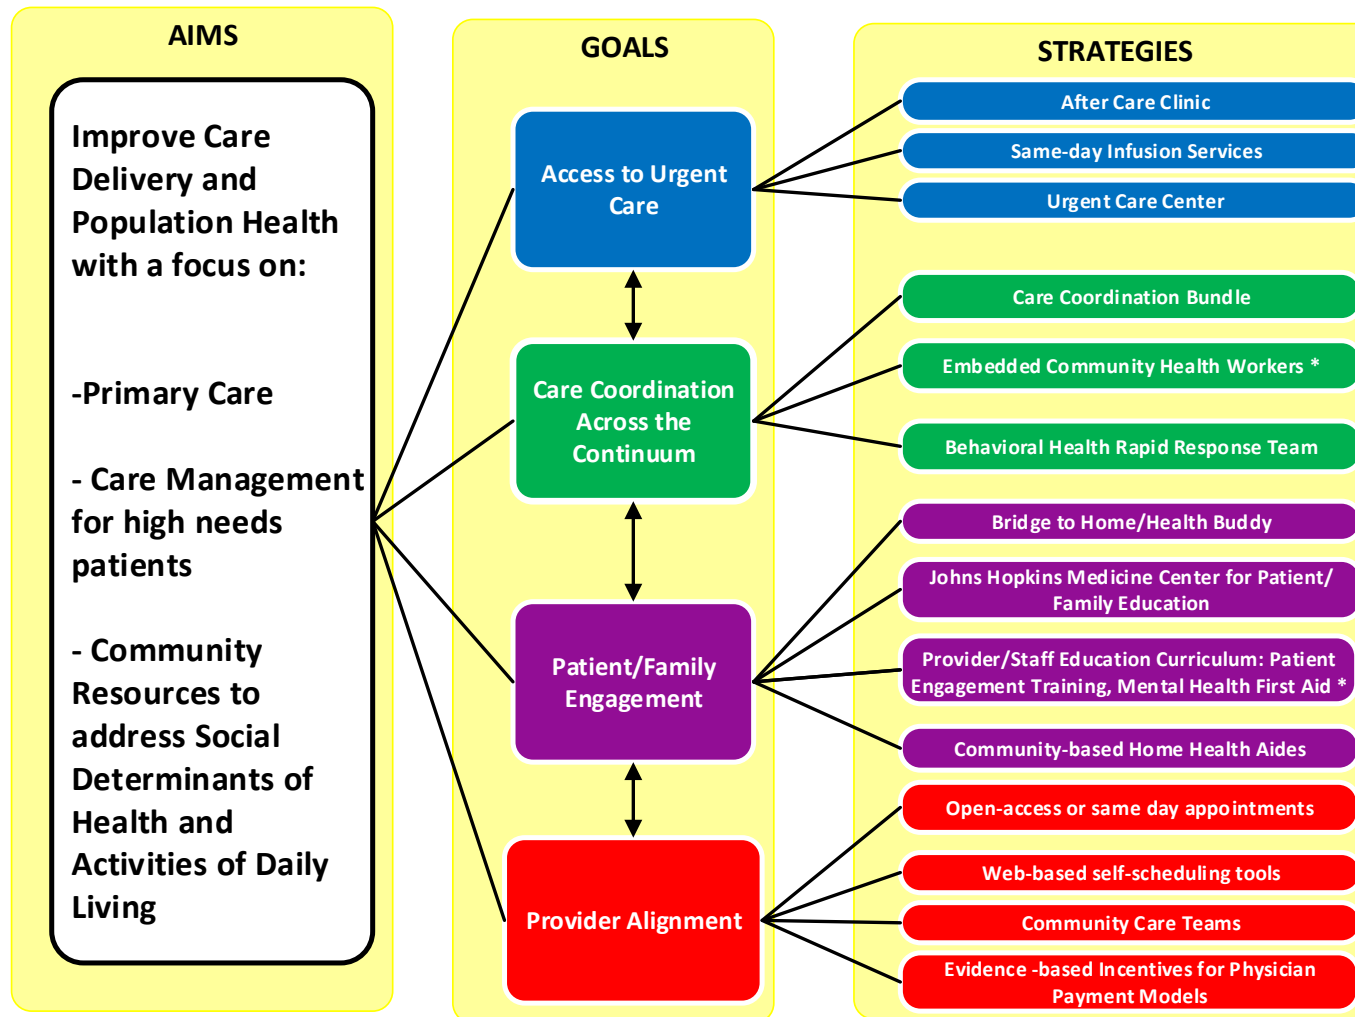 AIMS
Improve Care
Delivery and
Population Health
with a focus on:
-Primary Care
- Care Management
for high needs
patients
- Community
Resources to
address Social
Determinants of
Health and
Activities of Daily
Living
GOALS
Access to Urgent
Care
Care Coordination
Across the
Continuum
Patient/Family
Engagement
Provider Alignment
STRATEGIES
After Care Clinic
Same-day Infusion Services
Urgent Care Center
Care Coordination Bundle
Embedded Community Health Workers *
Behavioral Health Rapid Response Team
Bridge to Home/Health Buddy
Johns Hopkins Medicine Center for Patient/
Family Education
Provider/Staff Education Curriculum: Patient
Engagement Training, Mental Health First Aid *
Community-based Home Health Aides
Open-access or same day appointments
Web-based self-scheduling tools
Community Care Teams
Evidence -based Incentives for Physician
Payment Models